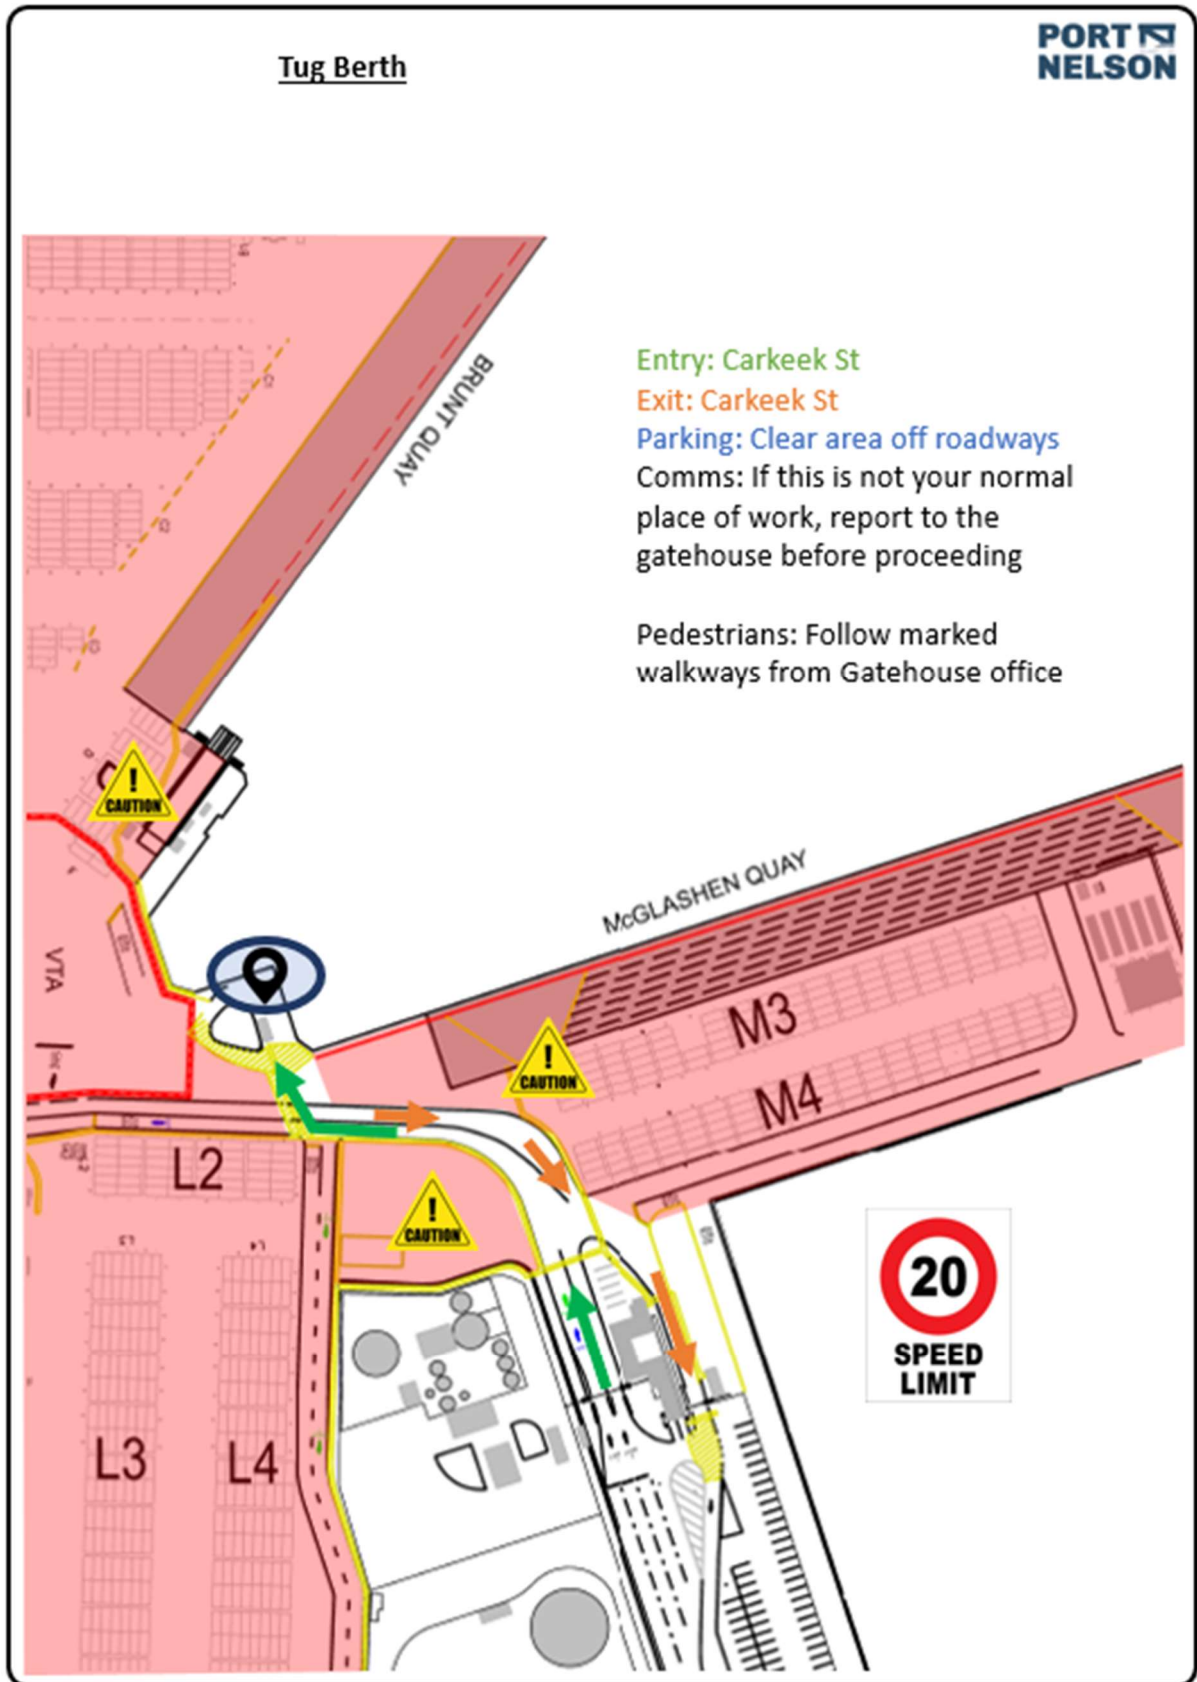 Tug Berth
PORT
NELSON
BRUNT QUAY
Entry: Carkeek St
Exit: Carkeek St
Parking: Clear area off roadways
Comms: If this is not your normal
place of work, report to the
gatehouse before proceeding
Pedestrians: Follow marked
walkways from Gatehouse office
!
CAUTION
McGLASHEN QUAY
VTA
M3
!
CAUTION
M4
L2
!
CAUTION
L3
L4
L3
L4
20
SPEED
LIMIT